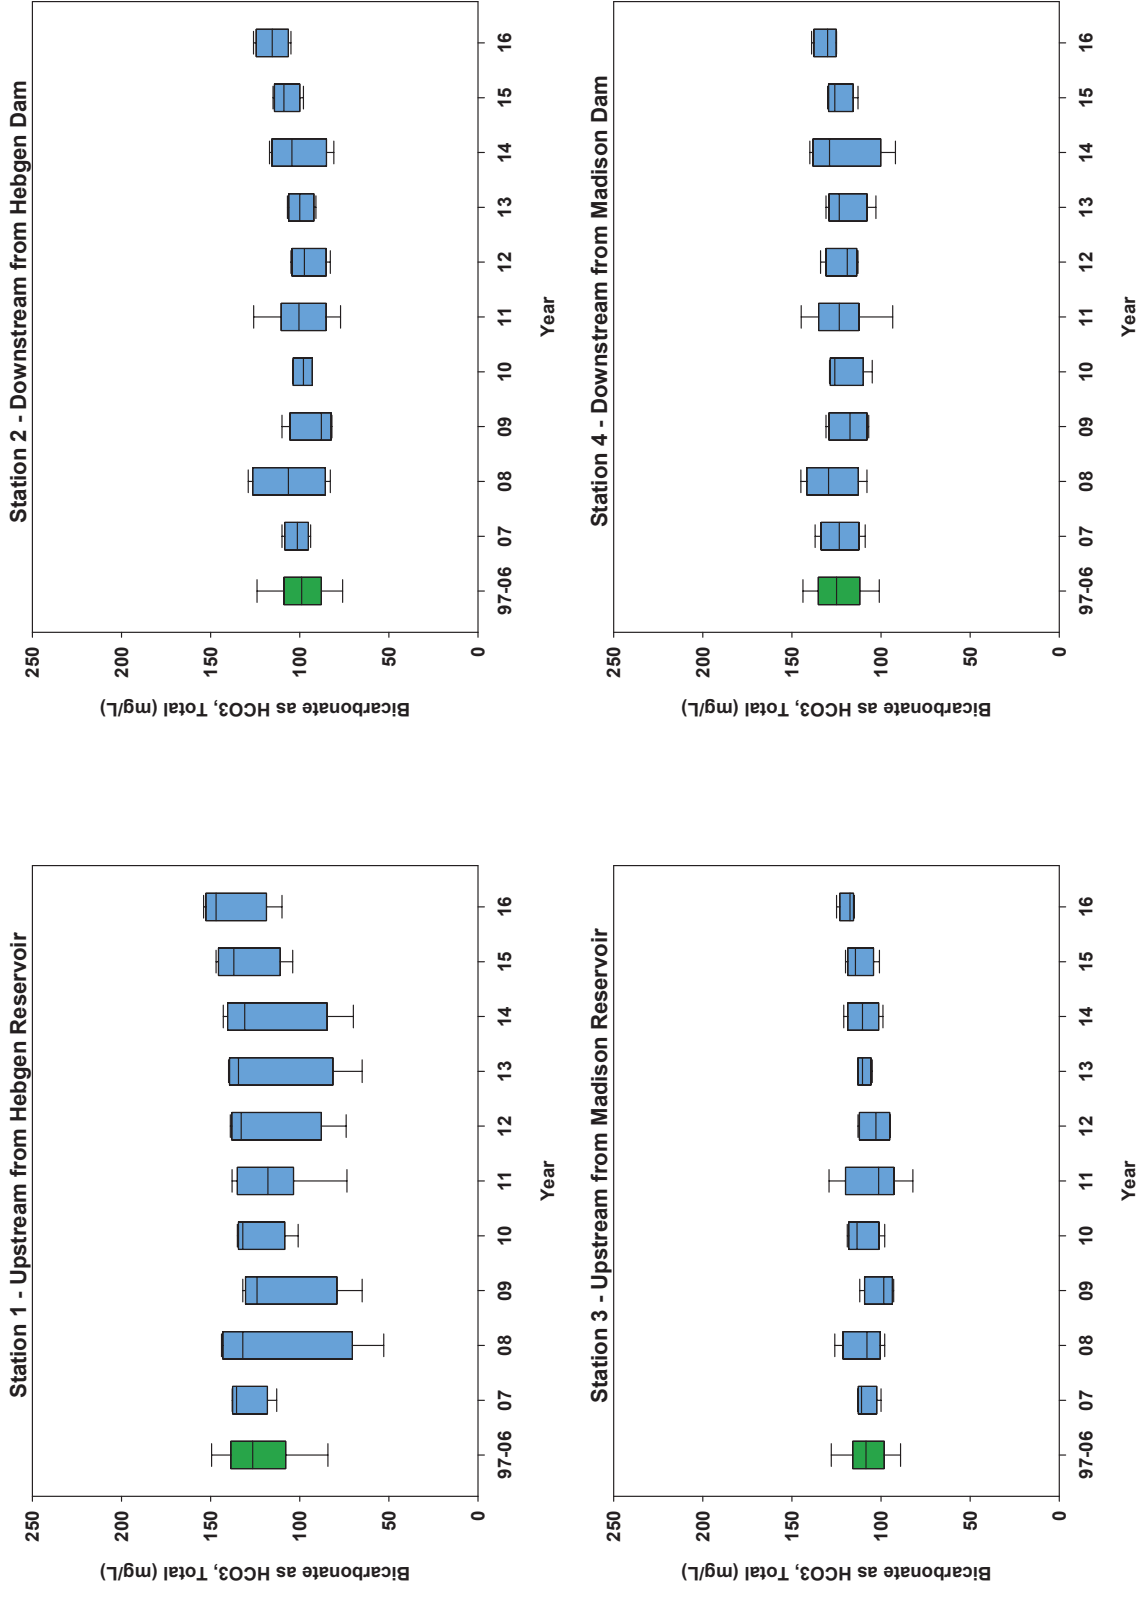 Station 1 - Upstream from Hebgen Reservoir
Bicarbonate as HCO3, Total (mg/L)
250
200
150
100
50
0
97-06 07 08 09 10 11 12 13 14 15 16
Year
Station 2 - Downstream from Hebgen Dam
Bicarbonate as HCO3, Total (mg/L)
250
200
150
100
50
0
97-06 07 08 09 10 11 12 13 14 15 16
Year
Station 3 - Upstream from Madison Reservoir
Bicarbonate as HCO3, Total (mg/L)
250
200
150
100
50
0
97-06 07 08 09 10 11 12 13 14 15 16
Year
Station 4 - Downstream from Madison Dam
Bicarbonate as HCO3, Total (mg/L)
250
200
150
100
50
0
97-06 07 08 09 10 11 12 13 14 15 16
Year